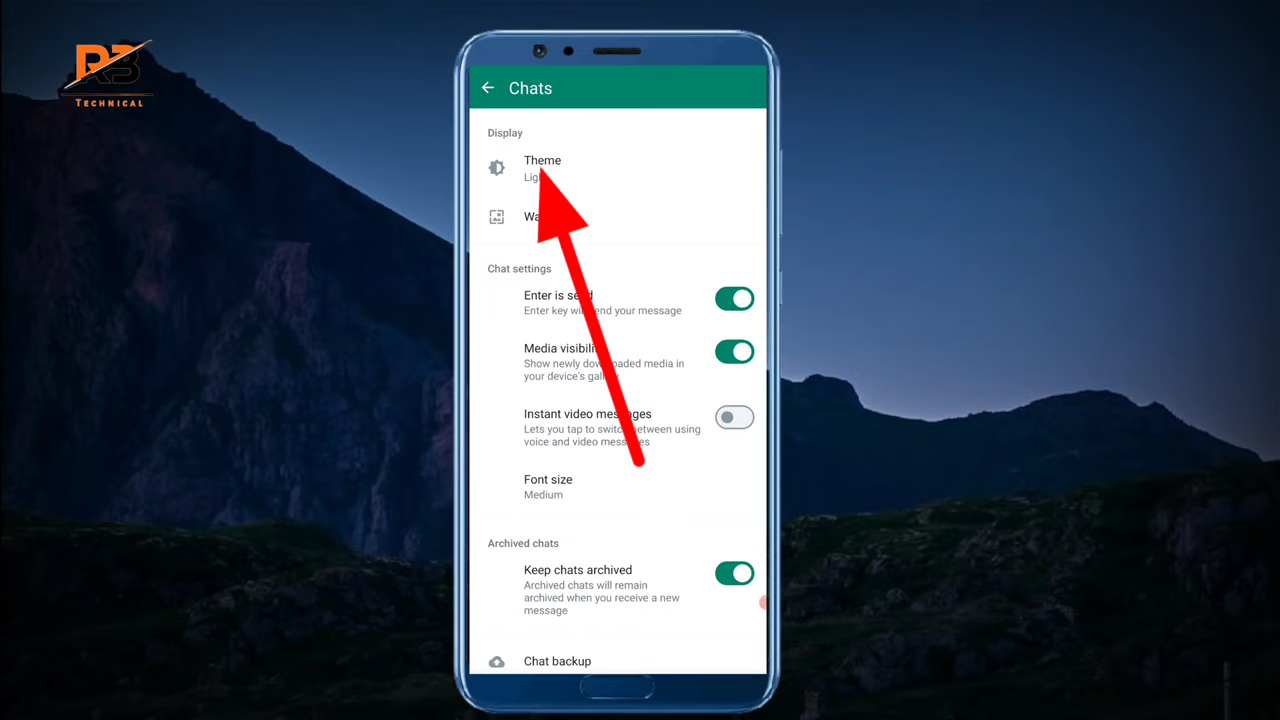 RB
TECHNICAL
Chats
Display
Theme
Chat settings
Enter is send
Enter key will send your message
Media visibility
Show newly downloaded media in
your device's gallery
Instant video messages
Lets you tap to switch between using
voice and video messages
Font size
Medium
Archived chats
Keep chats archived
Archived chats will remain
archived when you receive a new
message
Chat backup